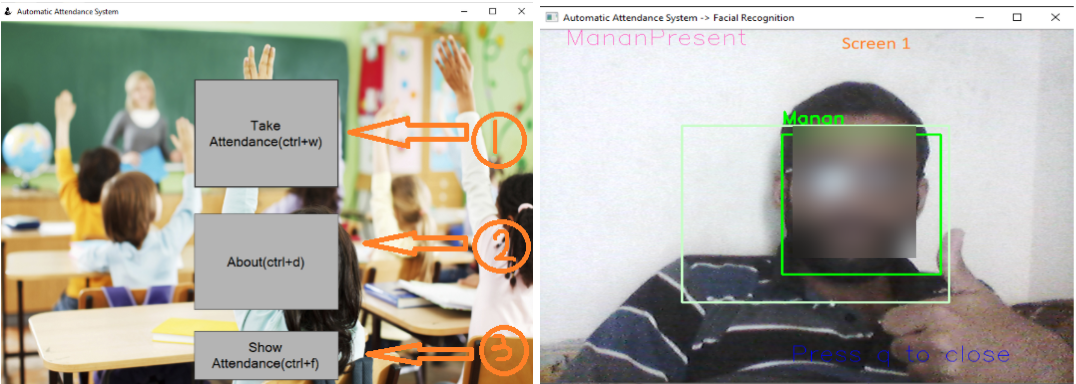 Automatic Attendance System
Take
Attendance(ctrl+w)
1
About(ctrl+d)
2
Show
Attendance(ctrl+f)
3
Automatic Attendance System -> Facial Recognition
MananPresent
Screen 1
Manan
Press q to close